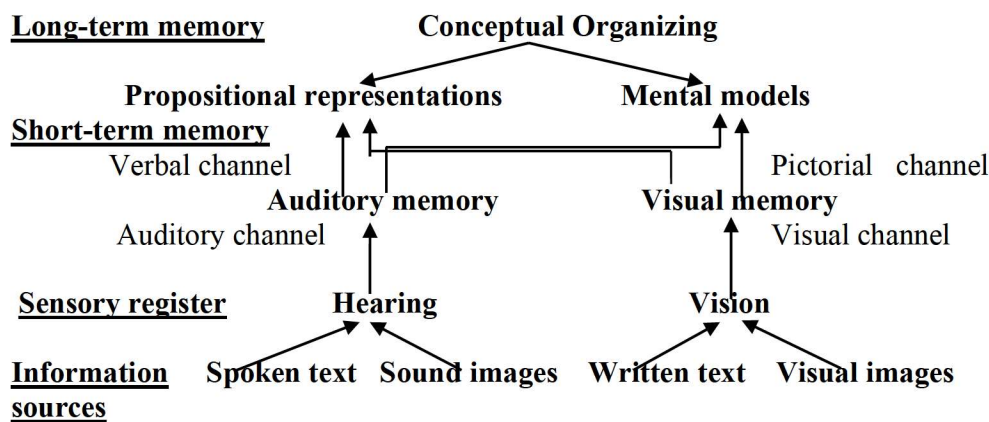 Long-term memory Conceptual Organizing
Propositional representations Mental models
Short-term memory
Verbal channel Pictorial channel
Auditory memory Visual memory
Auditory channel Visual channel
Sensory register Hearing Vision
Information Spoken text Sound images Written text Visual images
sources